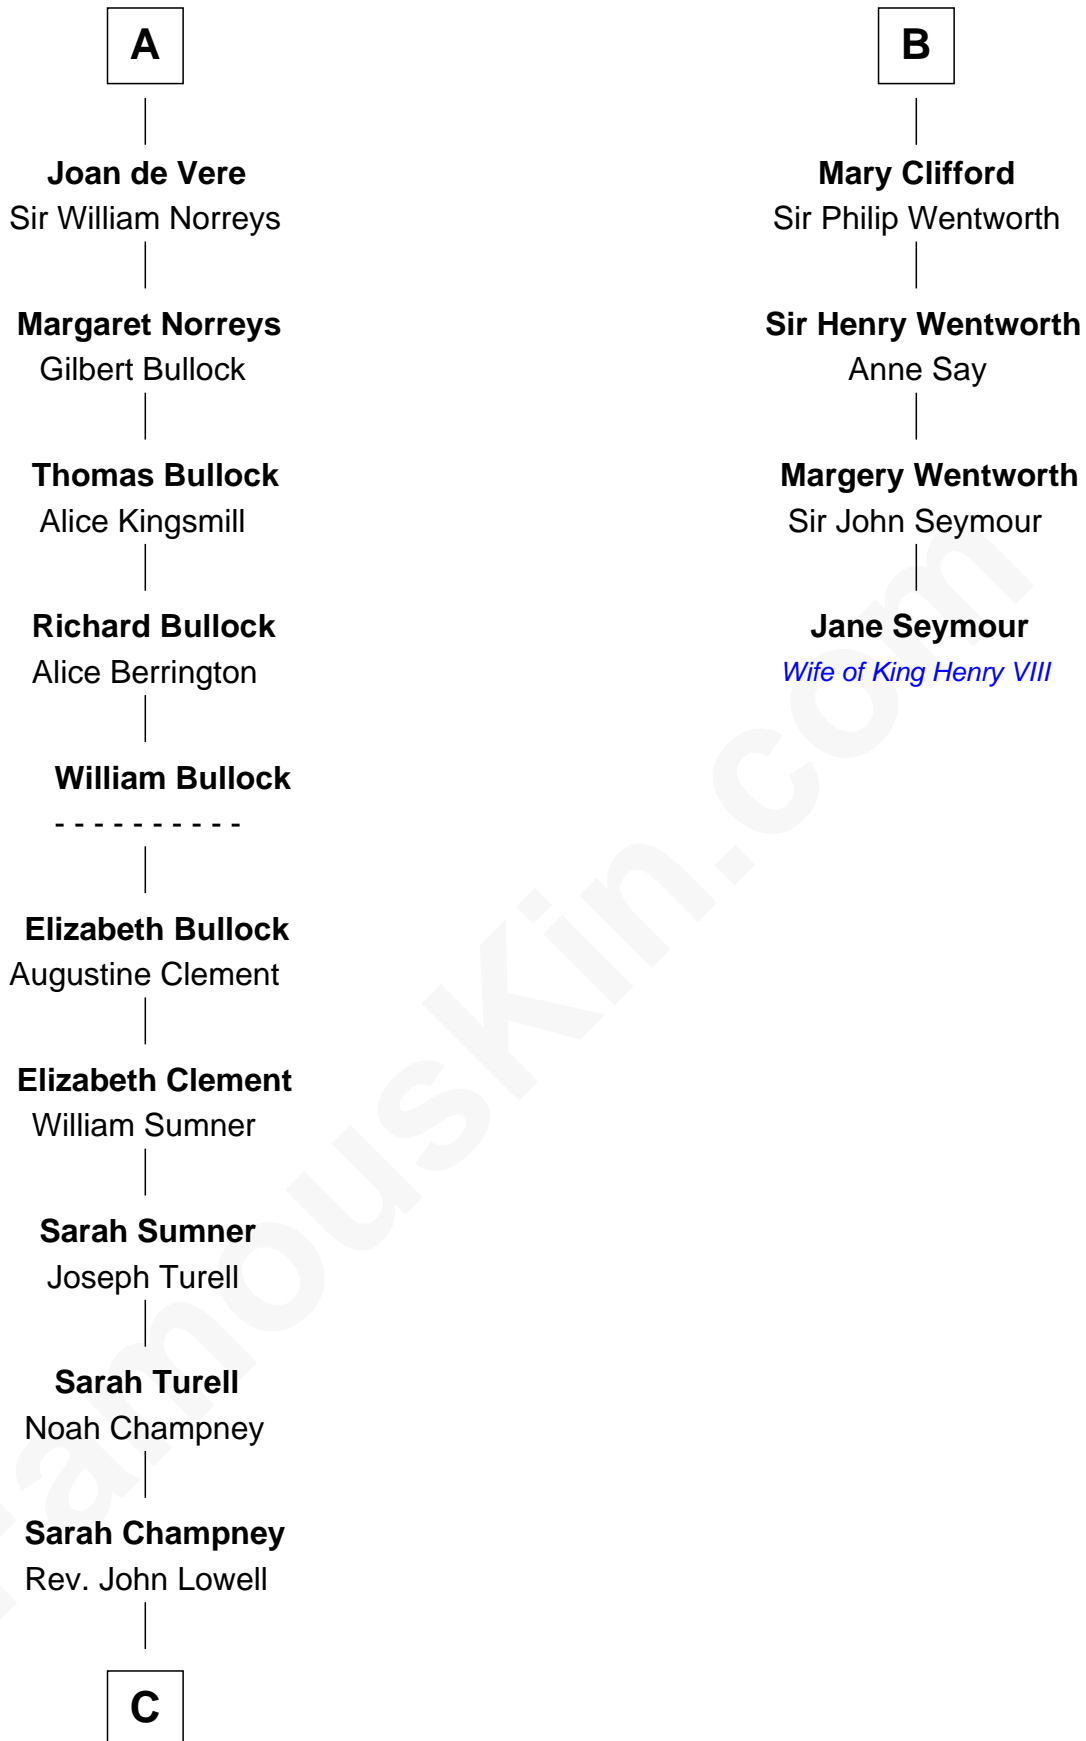 A
Joan de Vere
Sir William Norreys
Margaret Norreys
Gilbert Bullock
Thomas Bullock
Alice Kingsmill
Richard Bullock
Alice Berrington
William Bullock
- - - - - - - - - -
Elizabeth Bullock
Augustine Clement
Elizabeth Clement
William Sumner
Sarah Sumner
Joseph Turell
Sarah Turell
Noah Champney
Sarah Champney
Rev. John Lowell
C
B
Mary Clifford
Sir Philip Wentworth
Sir Henry Wentworth
Anne Say
Margery Wentworth
Sir John Seymour
Jane Seymour
Wife of King Henry VIII
FamousKin.com